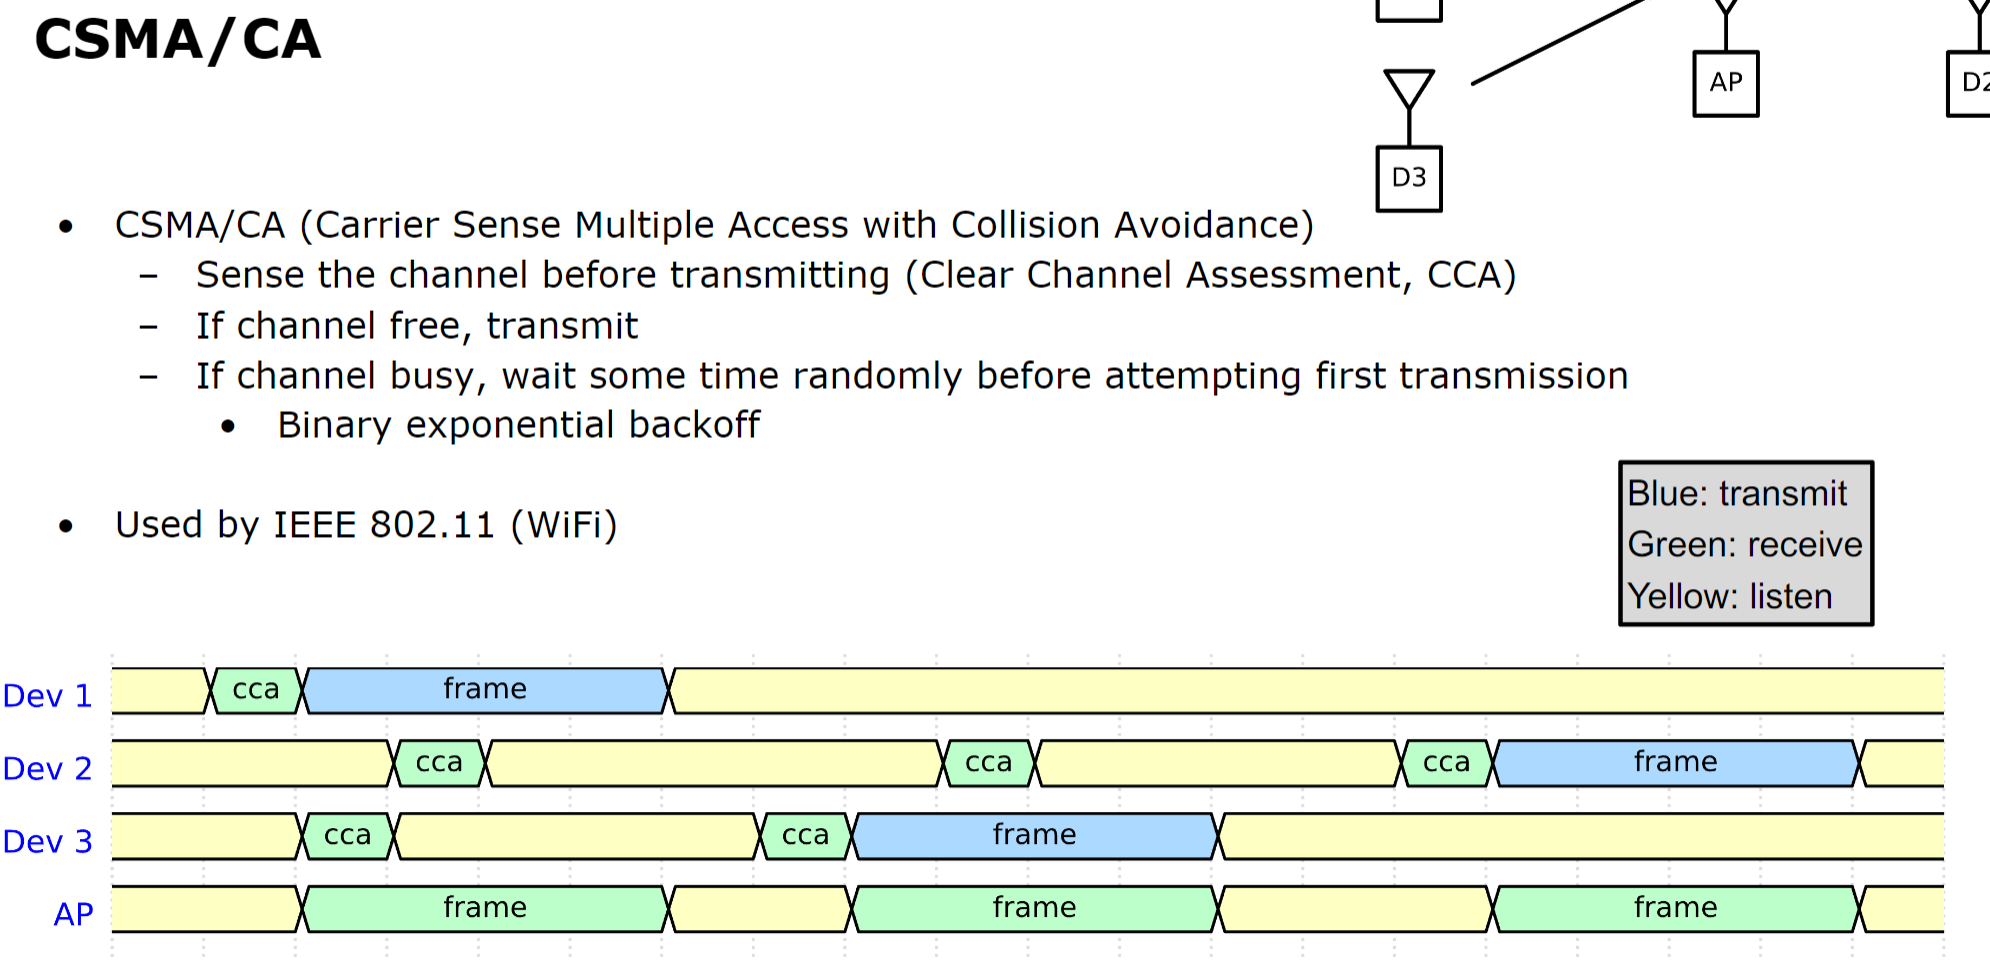 CSMA/CA
AP
D2
D3
• CSMA/CA (Carrier Sense Multiple Access with Collision Avoidance)
– Sense the channel before transmitting (Clear Channel Assessment, CCA)
– If channel free, transmit
– If channel busy, wait some time randomly before attempting first transmission
• Binary exponential backoff
• Used by IEEE 802.11 (WiFi)
Blue: transmit
Green: receive
Yellow: listen
Dev 1 cca frame
Dev 2 cca cca cca frame
Dev 3 cca cca frame
AP frame frame frame